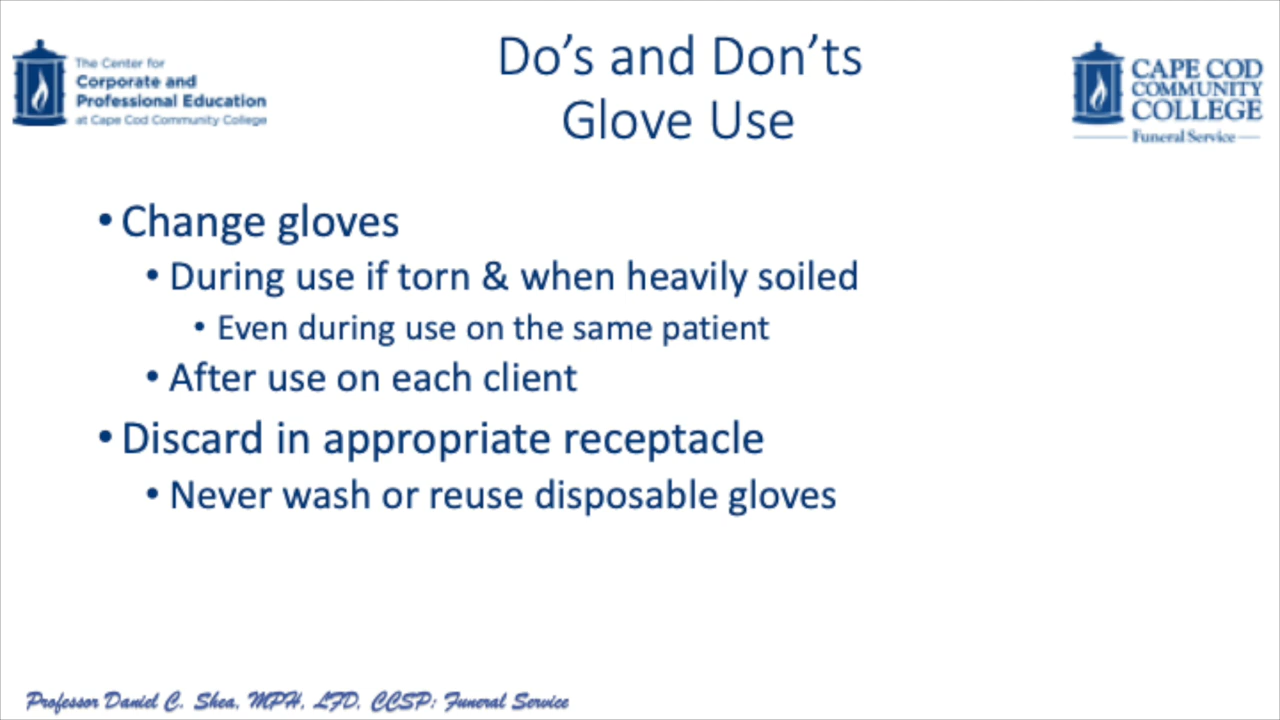 Do’s and Don’ts
Glove Use
The Center for
Corporate and
Professional Education
at Cape Cod Community College
CAPE COD
COMMUNITY
COLLEGE
Funeral Service
• Change gloves
• During use if torn & when heavily soiled
• Even during use on the same patient
• After use on each client
• Discard in appropriate receptacle
• Never wash or reuse disposable gloves
Professor Daniel C. Shea, MPH, LFD, CCSP: Funeral Service